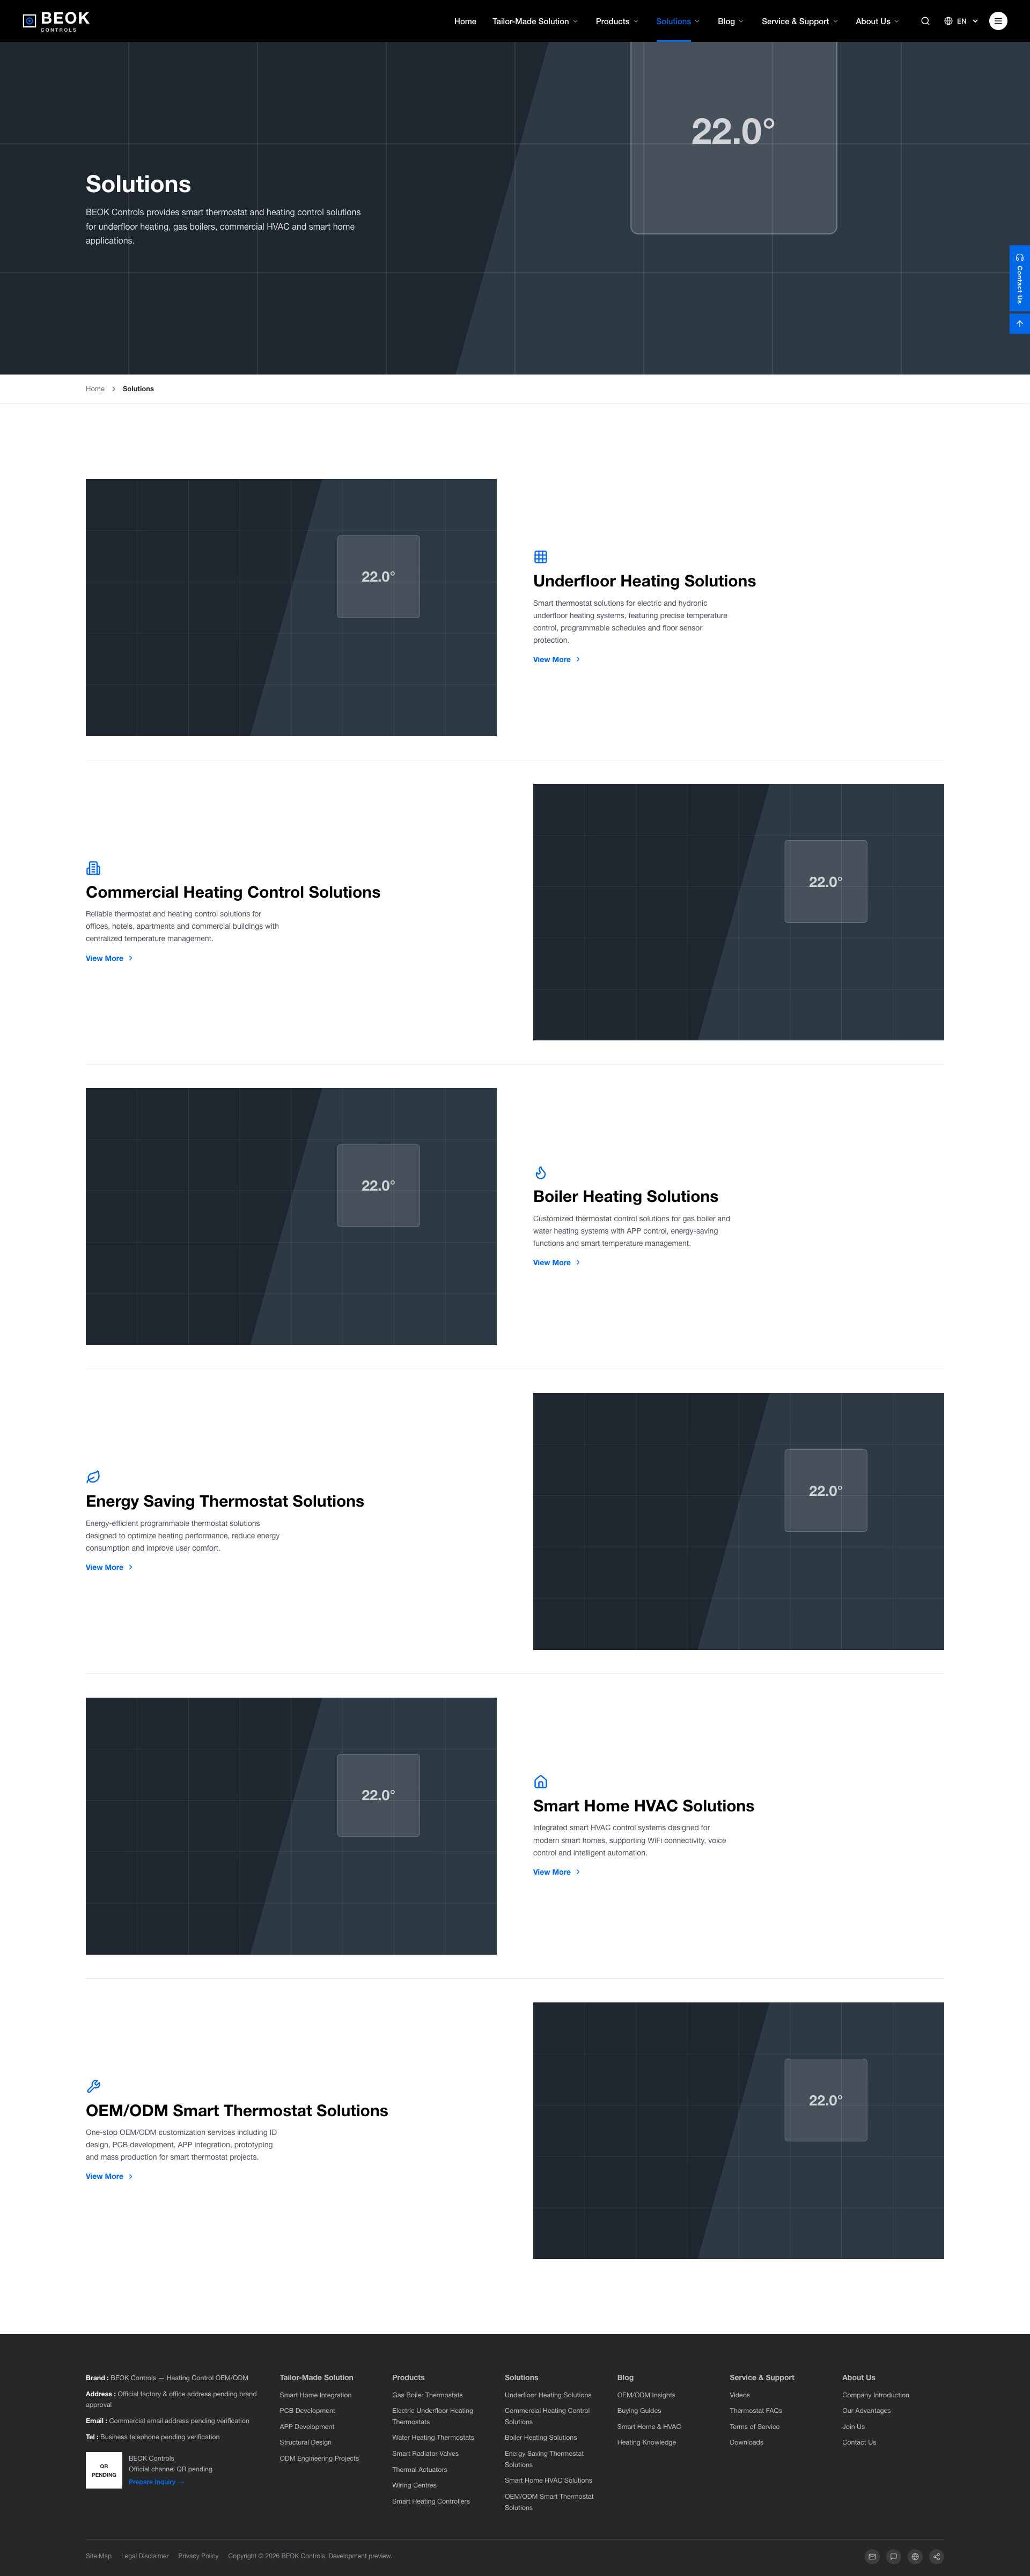 BEOK
CONTROLS
Home
Tailor-Made Solution
Products
Solutions
Blog
Service & Support
About Us
EN
22.0°
Solutions
BEOK Controls provides smart thermostat and heating control solutions
for underfloor heating, gas boilers, commercial HVAC and smart home
applications.
Contact Us
Home
Solutions
22.0°
Underfloor Heating Solutions
Smart thermostat solutions for electric and hydronic
underfloor heating systems, featuring precise temperature
control, programmable schedules and floor sensor
protection.
View More
Commercial Heating Control Solutions
Reliable thermostat and heating control solutions for
offices, hotels, apartments and commercial buildings with
centralized temperature management.
View More
22.0°
22.0°
Boiler Heating Solutions
Customized thermostat control solutions for gas boiler and
water heating systems with APP control, energy-saving
functions and smart temperature management.
View More
Energy Saving Thermostat Solutions
Energy-efficient programmable thermostat solutions
designed to optimize heating performance, reduce energy
consumption and improve user comfort.
View More
22.0°
22.0°
Smart Home HVAC Solutions
Integrated smart HVAC control systems designed for
modern smart homes, supporting WiFi connectivity, voice
control and intelligent automation.
View More
OEM/ODM Smart Thermostat Solutions
One-stop OEM/ODM customization services including ID
design, PCB development, APP integration, prototyping
and mass production for smart thermostat projects.
View More
22.0°
Brand : BEOK Controls — Heating Control OEM/ODM
Address : Official factory & office address pending brand
approval
Email : Commercial email address pending verification
Tel : Business telephone pending verification
QR
PENDING
BEOK Controls
Official channel QR pending
Prepare Inquiry →
Tailor-Made Solution
Smart Home Integration
PCB Development
APP Development
Structural Design
ODM Engineering Projects
Products
Gas Boiler Thermostats
Electric Underfloor Heating
Thermostats
Water Heating Thermostats
Smart Radiator Valves
Thermal Actuators
Wiring Centres
Smart Heating Controllers
Solutions
Underfloor Heating Solutions
Commercial Heating Control
Solutions
Boiler Heating Solutions
Energy Saving Thermostat
Solutions
Smart Home HVAC Solutions
OEM/ODM Smart Thermostat
Solutions
Blog
OEM/ODM Insights
Buying Guides
Smart Home & HVAC
Heating Knowledge
Service & Support
Videos
Thermostat FAQs
Terms of Service
Downloads
About Us
Company Introduction
Our Advantages
Join Us
Contact Us
Site Map
Legal Disclaimer
Privacy Policy
Copyright © 2026 BEOK Controls. Development preview.